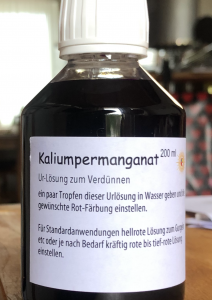 Kaliumpermanganat 200 ml
Ur-Lösung zum Verdünnen
ein paar Tropfen dieser Urlösung in Wasser geben und
gewünschte Rot-Färbung einstellen.
Für Standardanwendungen hellrote Lösung zum
etc oder je nach Bedarf kräftig rote bis tief-rote Lösung
einstellen.